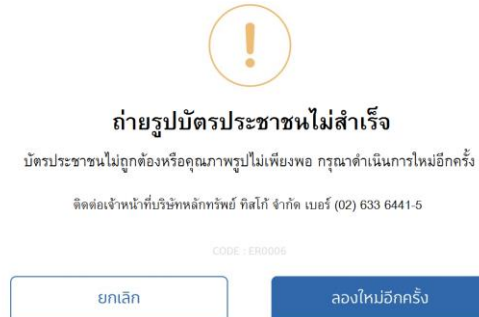 !
ถ่ายรูปบัตรประชาชนไม่สำเร็จ
บัตรประชาชนไม่ถูกต้องหรือคุณภาพรูปไม่เพียงพอ กรุณาดำเนินการใหม่อีกครั้ง
ติดต่อเจ้าหน้าที่บริษัทหลักทรัพย์ ทิสโก้ จำกัด เบอร์ (02) 633 6441-5
CODE : ER0006
ยกเลิก
ลองใหม่อีกครั้ง